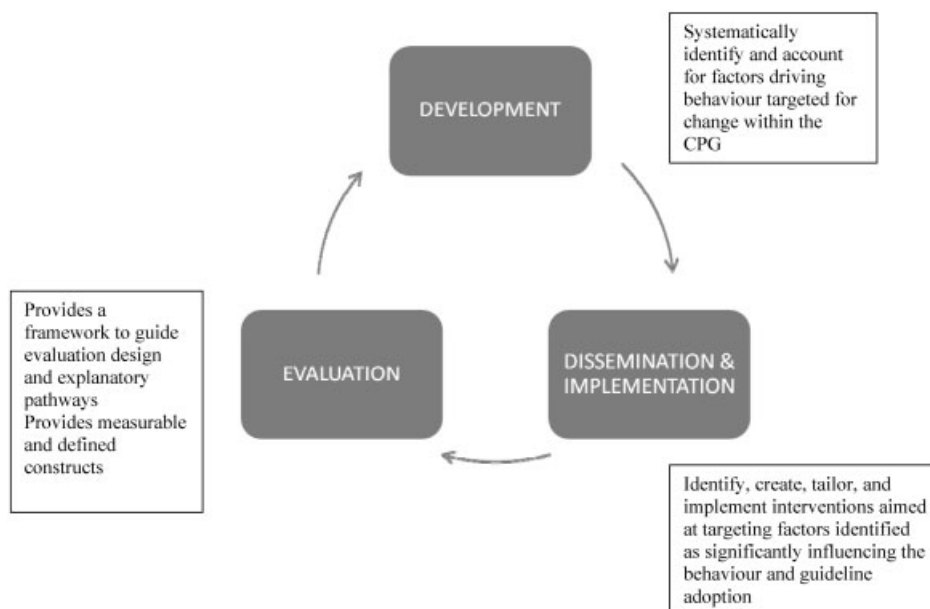 Systematically
identify and account
for factors driving
behaviour targeted for
change within the
CPG
DEVELOPMENT
Provides a
framework to guide
evaluation design
and explanatory
pathways
Provides measurable
and defined
constructs
EVALUATION
DISSEMINATION &
IMPLEMENTATION
Identify, create, tailor, and
implement interventions aimed
at targeting factors identified
as significantly influencing the
behaviour and guideline
adoption